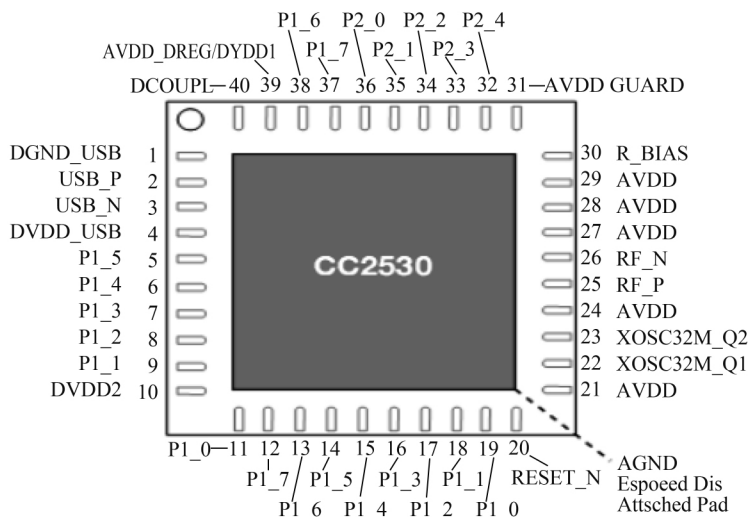 P1_6 P2_0 P2_2 P2_4
AVDD_DREG/DYDD1 P1_7 P2_1 P2_3
DCOUPL 40 39 38 37 36 35 34 33 32 31 AVDD GUARD
DGND_USB 1 30 R_BIAS
USB_P 2 29 AVDD
USB_N 3 28 AVDD
DVDD_USB 4 27 AVDD
P1_5 5 26 RF_N
CC2530
P1_4 6 25 RF_P
P1_3 7 24 AVDD
P1_2 8 23 XOSC32M_Q2
P1_1 9 22 XOSC32M_Q1
DVDD2 10 21 AVDD
P1_0 11 12 13 14 15 16 17 18 19 20
P1_7 P1_5 P1_3 P1_1 RESET_N
P1 6 P1 4 P1 2 P1 0
AGND
Espoeed Dis
Attsched Pad